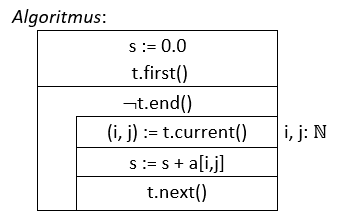 Algoritmus:
s := 0.0
t.first()
¬t.end()
(i, j) := t.current() i, j: ℕ
s := s + a[i,j]
t.next()